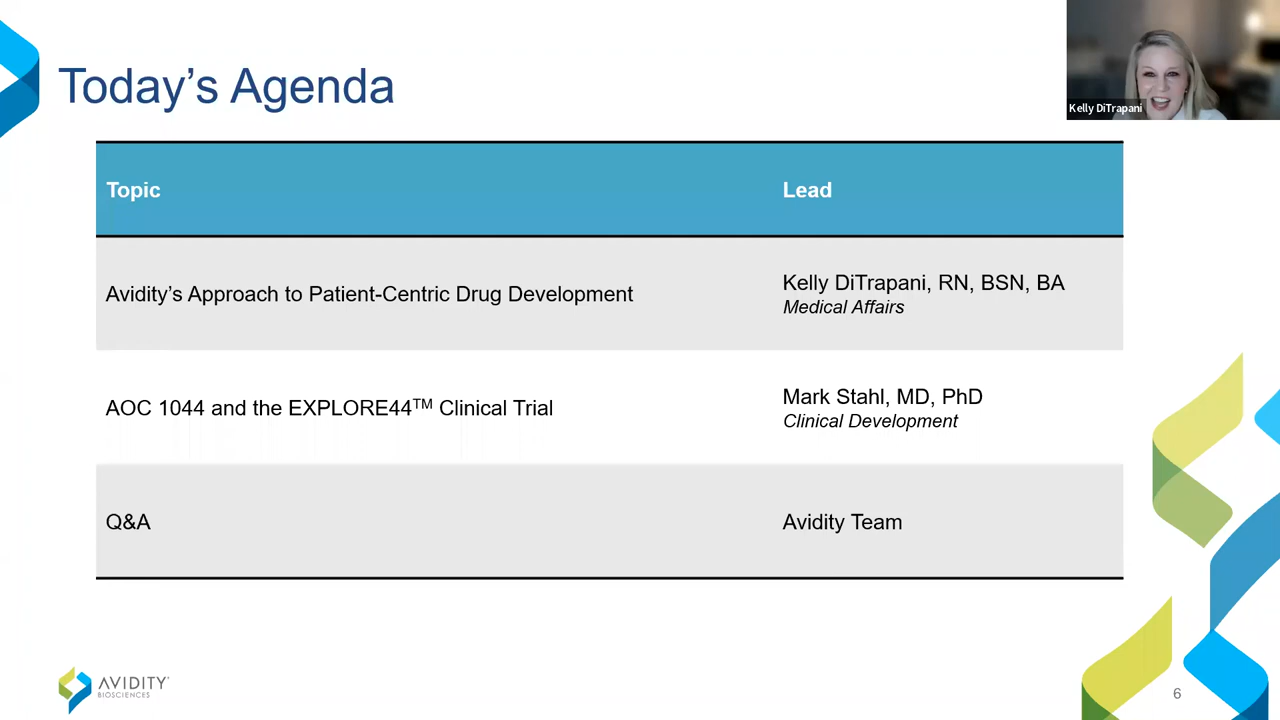 Today’s Agenda
Kelly DiTrapani
Topic
Lead
Avidity’s Approach to Patient-Centric Drug Development
Kelly DiTrapani, RN, BSN, BA
Medical Affairs
AOC 1044 and the EXPLORE44TM Clinical Trial
Mark Stahl, MD, PhD
Clinical Development
Q&A
Avidity Team
AVIDITY
BIOSCIENCES
6